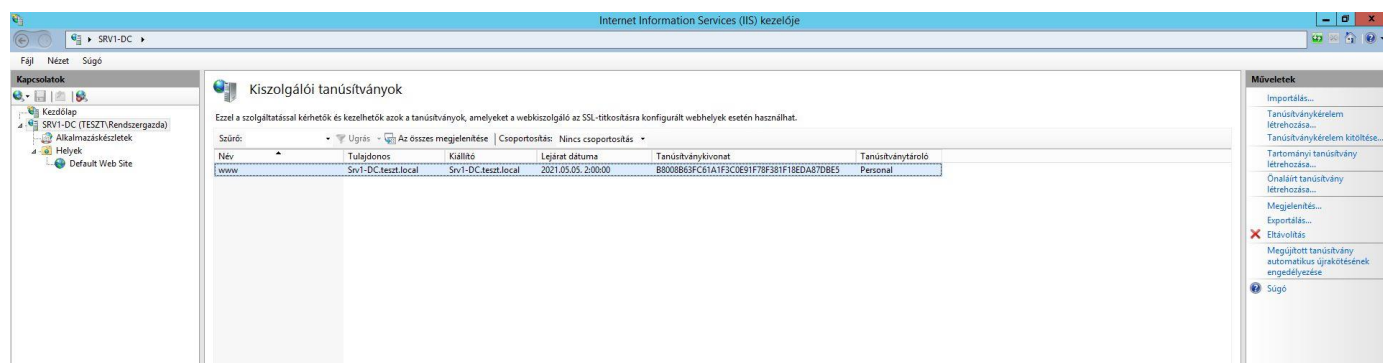 Internet Information Services (IIS) kezelője
SRV1-DC
Fájl Nézet Súgó
Kapcsolatok
Kezdőlap
SRV1-DC (TESZT\Rendszergazda)
Alkalmazáskészletek
Helyek
Default Web Site
Kiszolgálói tanúsítványok
Ezzel a szolgáltatással kérhetők és kezelhetők azok a tanúsítványok, amelyeket a webkiszolgáló az SSL-titkosításra konfigurált webhelyek esetén használhat.
Szűrő: Ugrás Az összes megjelenítése Csoportosítás: Nincs csoportosítás
Név Tulajdonos Kiállító Lejárat dátuma Tanúsítványkivonat Tanúsítványtároló
www Srv1-DC.teszt.local Srv1-DC.teszt.local 2021.05.05. 2:00:00 B8008B63FC61A1F3C0E91F78F381F18EDA87DBE5 Personal
Műveletek
Importálás...
Tanúsítványkérelem
létrehozása...
Tanúsítványkérelem kitöltése...
Tartományi tanúsítvány
létrehozása...
Önaláírt tanúsítvány
létrehozása...
Megjelenítés...
Exportálás...
Eltávolítás
Megújított tanúsítvány
automatikus újrakötésének
engedélyezése
Súgó